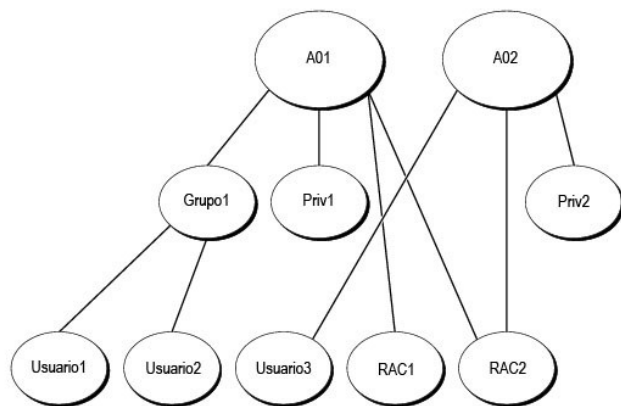 A01
A02
Grupo1
Priv1
Priv2
Usuario1
Usuario2
Usuario3
RAC1
RAC2